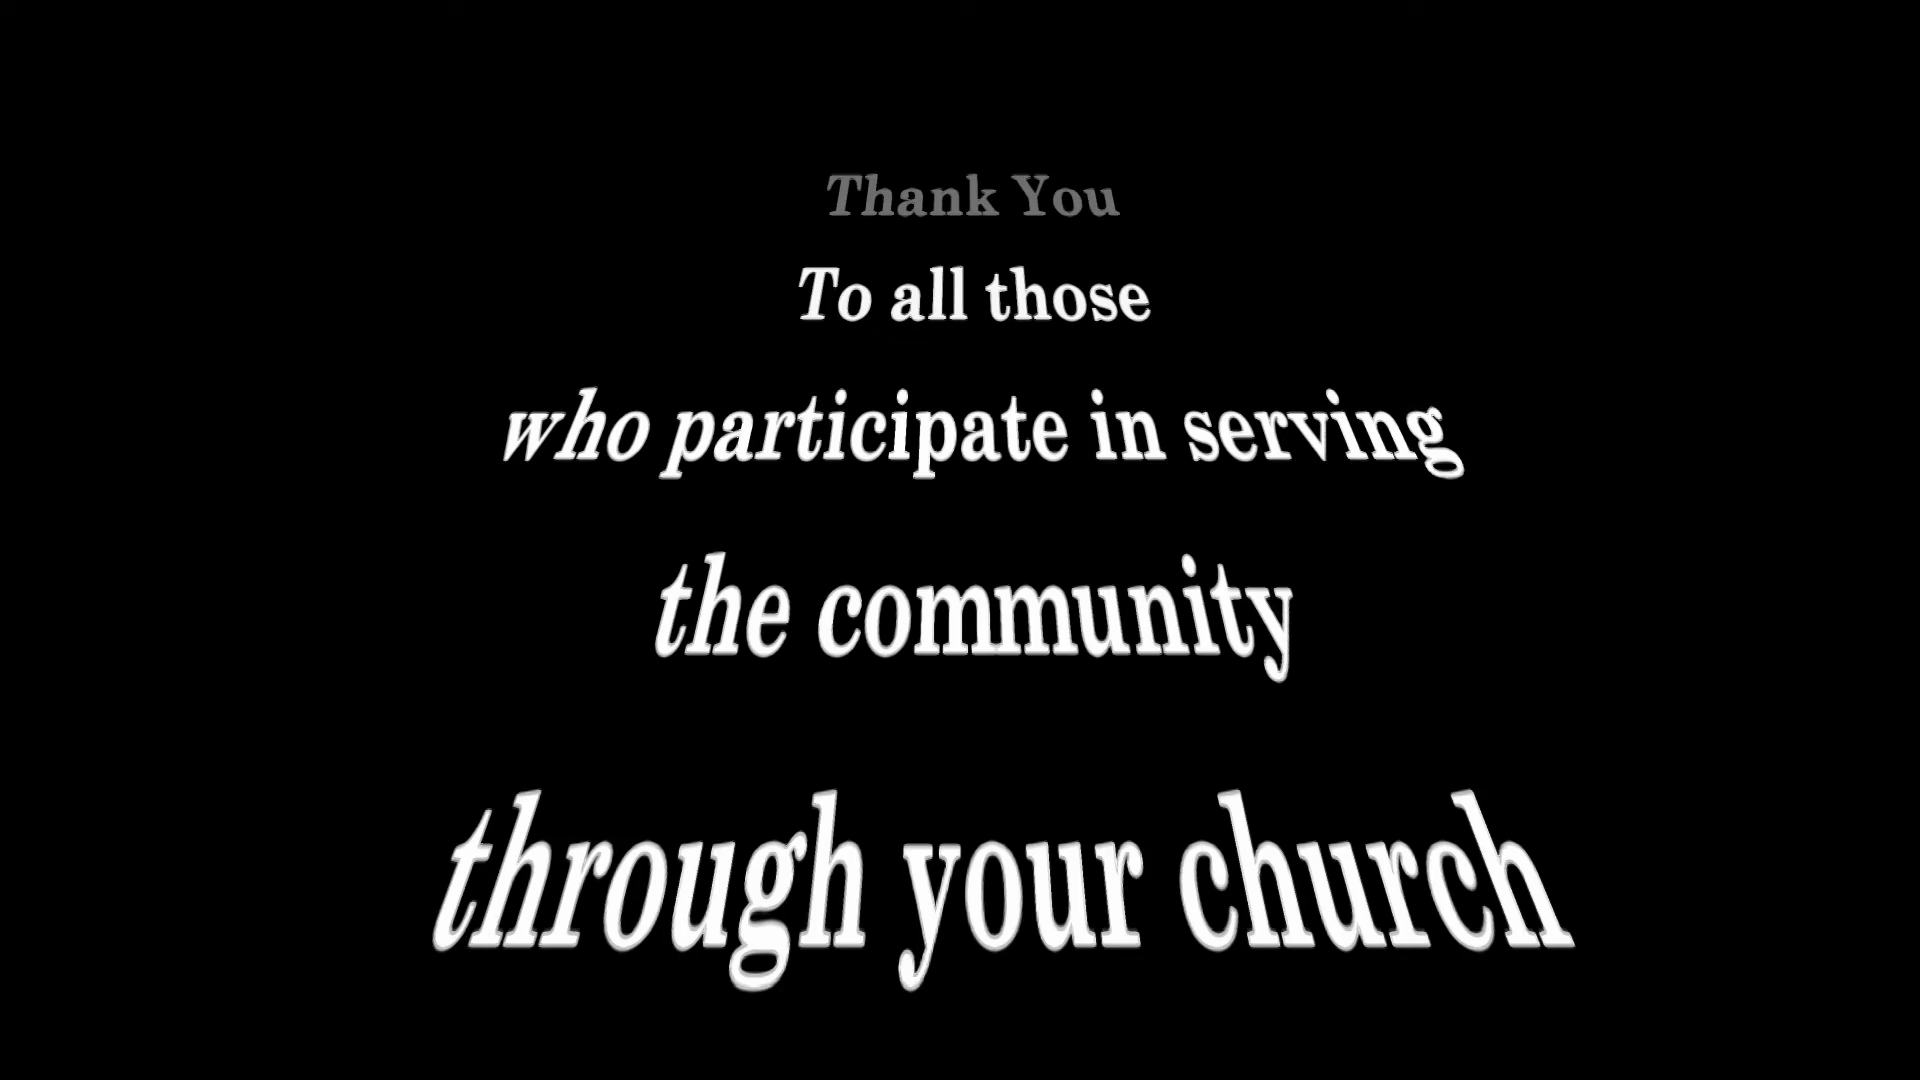 Thank You
To all those
who participate in serving
the community
through your church